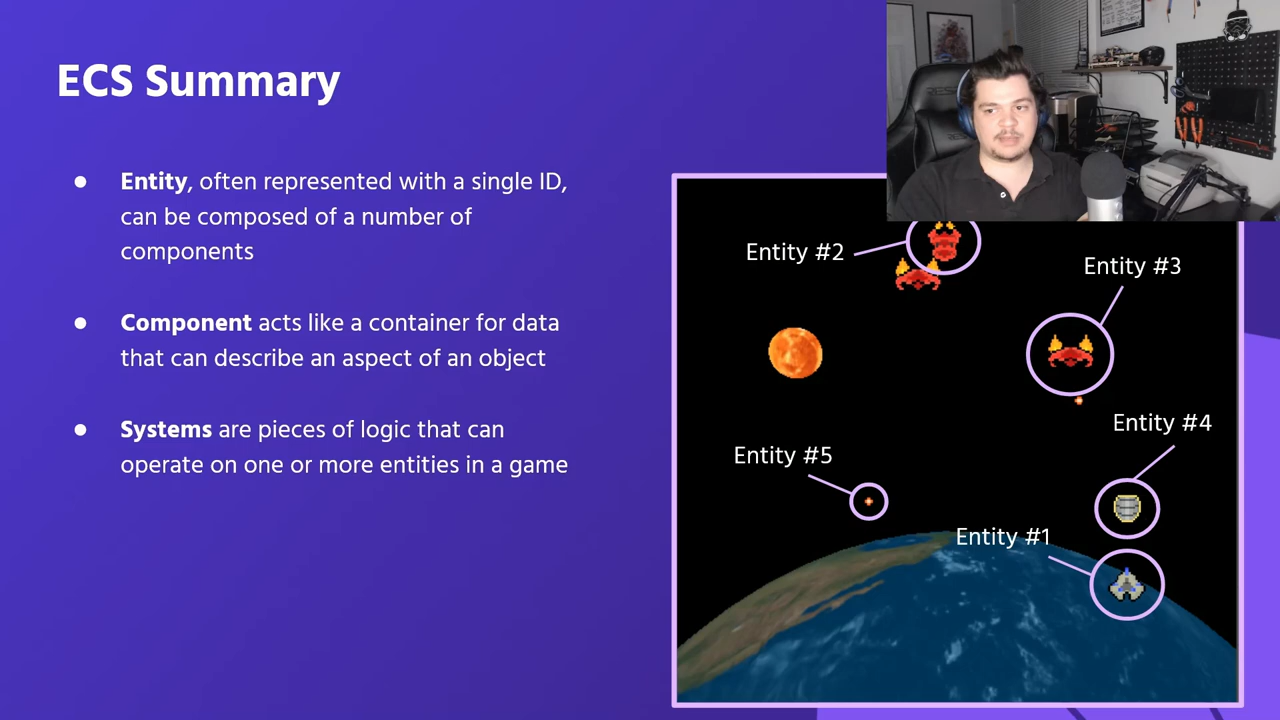 ECS Summary
● Entity, often represented with a single ID,
can be composed of a number of
components
● Component acts like a container for data
that can describe an aspect of an object
● Systems are pieces of logic that can
operate on one or more entities in a game
Entity #2
Entity #3
Entity #4
Entity #5
Entity #1